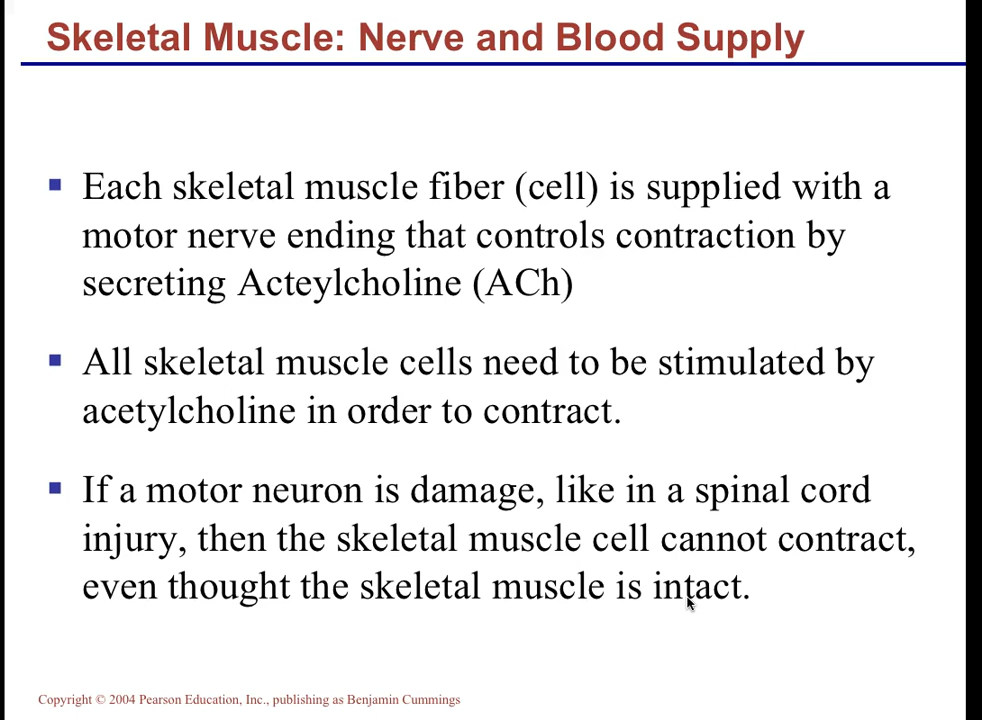 Skeletal Muscle: Nerve and Blood Supply
Each skeletal muscle fiber (cell) is supplied with a
motor nerve ending that controls contraction by
secreting Acteylcholine (ACh)
All skeletal muscle cells need to be stimulated by
acetylcholine in order to contract.
If a motor neuron is damage, like in a spinal cord
injury, then the skeletal muscle cell cannot contract,
even thought the skeletal muscle is intact.
Copyright © 2004 Pearson Education, Inc., publishing as Benjamin Cummings